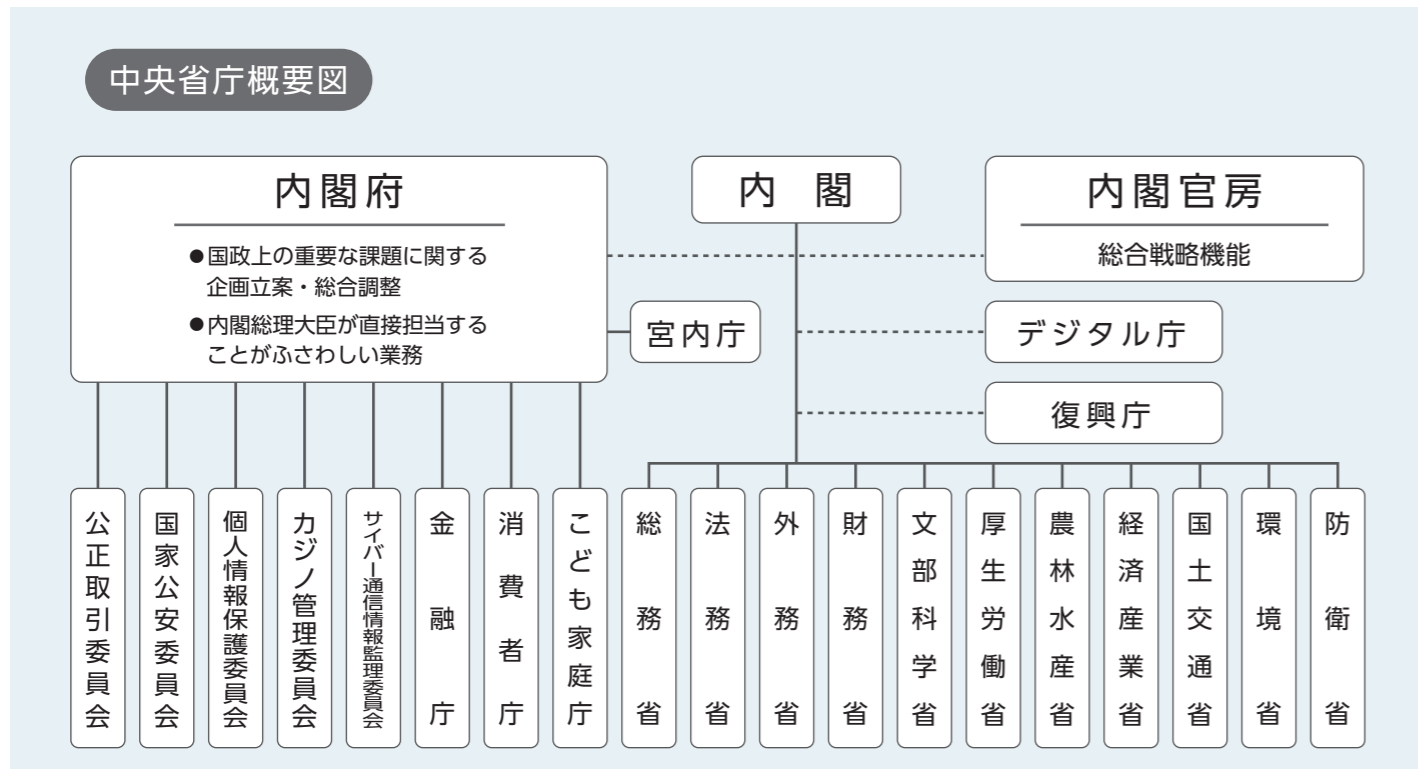 中央省庁概要図
内閣府
●国政上の重要な課題に関する
企画立案・総合調整
●内閣総理大臣が直接担当する
ことがふさわしい業務
内 閣
内閣官房
総合戦略機能
宮内庁
デジタル庁
復興庁
公正取引委員会
国家公安委員会
個人情報保護委員会
カジノ管理委員会
サイバー通信情報監理委員会
金融庁
消費者庁
こども家庭庁
総務省
法務省
外務省
財務省
文部科学省
厚生労働省
農林水産省
経済産業省
国土交通省
環境省
防衛省